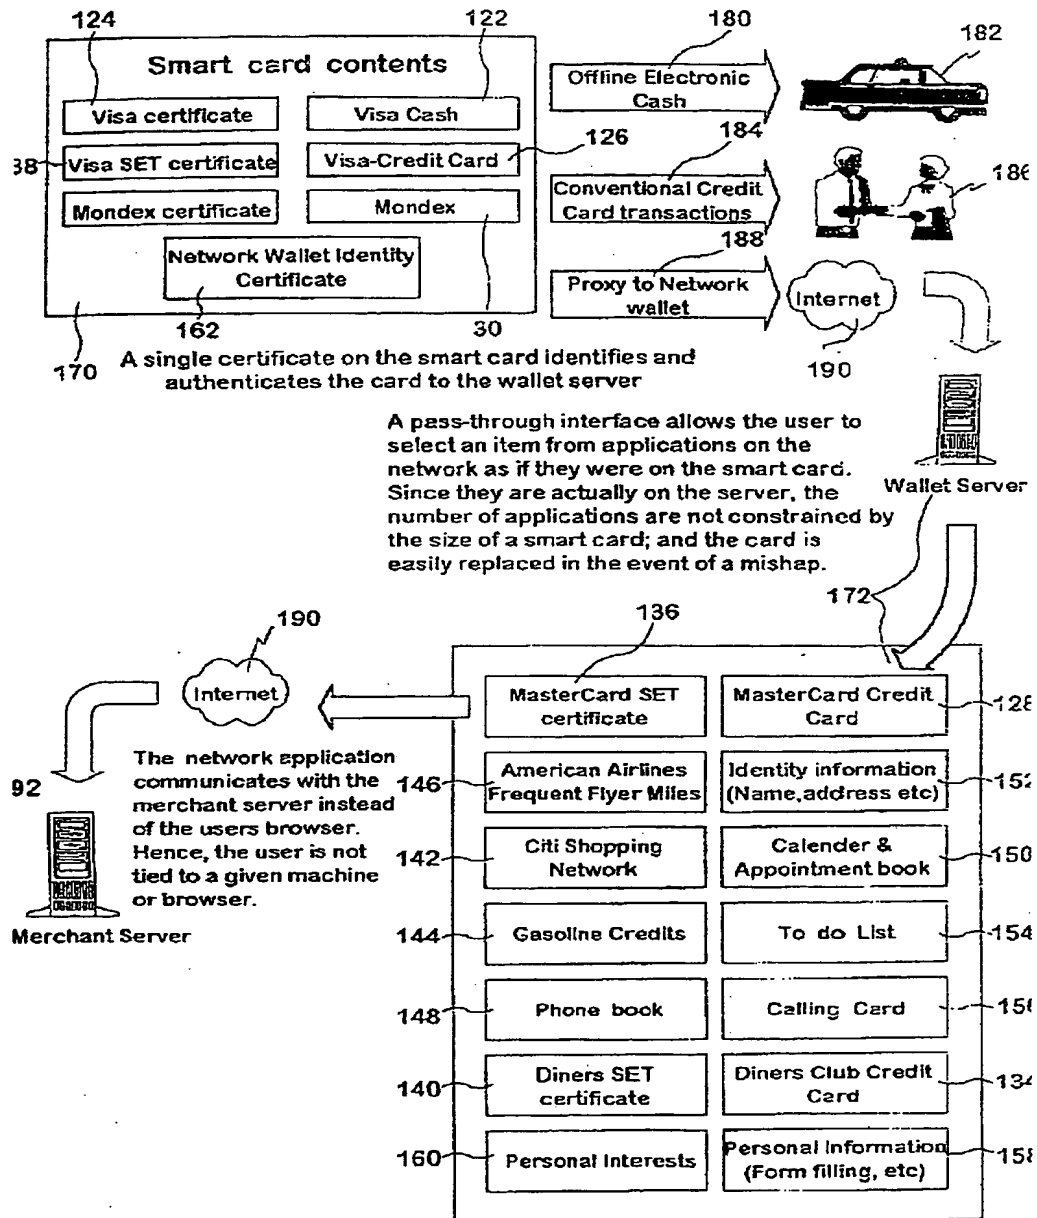 124
122
180
182
Smart card contents
Offline Electronic
Cash
Visa certificate
Visa Cash
38
Visa SET certificate
Visa-Credit Card
126
184
186
Mondex certificate
Mondex
Conventional Credit
Card transactions
188
Network Wallet Identity
Certificate
Proxy to Network
wallet
Internet
170
162
30
190
A single certificate on the smart card identifies and
authenticates the card to the wallet server
A pass-through interface allows the user to
select an item from applications on the
network as if they were on the smart card.
Since they are actually on the server, the
number of applications are not constrained by
the size of a smart card; and the card is
easily replaced in the event of a mishap.
Wallet Server
172
190
136
Internet
MasterCard SET
certificate
MasterCard Credit
Card
128
The network application
communicates with the
merchant server instead
of the users browser.
Hence, the user is not
tied to a given machine
or browser.
92
Merchant Server
146
American Airlines
Frequent Flyer Miles
Identity information
(Name,address etc)
152
142
Citi Shopping
Network
Calender &
Appointment book
150
144
Gasoline Credits
To do List
154
148
Phone book
Calling Card
156
140
Diners SET
certificate
Diners Club Credit
Card
134
160
Personal Interests
Personal Information
(Form filling, etc)
158